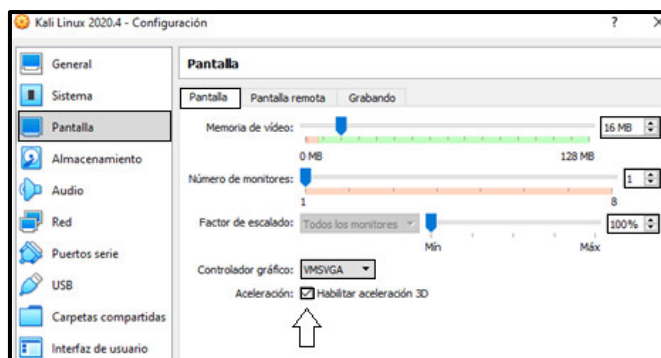 Kali Linux 2020.4 - Configuración ? ×
General
Sistema
Pantalla
Almacenamiento
Audio
Red
Puertos serie
USB
Carpetas compartidas
Interfaz de usuario
Pantalla
Pantalla Pantalla remota Grabando
Memoria de vídeo: 16 MB
0 MB 128 MB
Número de monitores: 1
1 8
Factor de escalado: Todos los monitores 100%
Mín Máx
Controlador gráfico: VMSVGA
Aceleración: Habilitar aceleración 3D